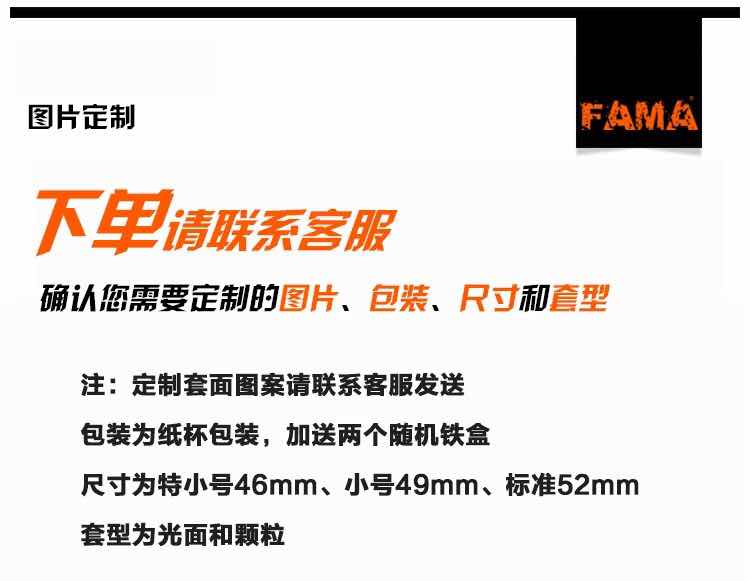 FAMA
图片定制
下单请联系客服
确认您需要定制的图片、包装、尺寸和套型
注：定制套面图案请联系客服发送
包装为纸杯包装，加送两个随机铁盒
尺寸为特小号46mm、小号49mm、标准52mm
套型为光面和颗粒